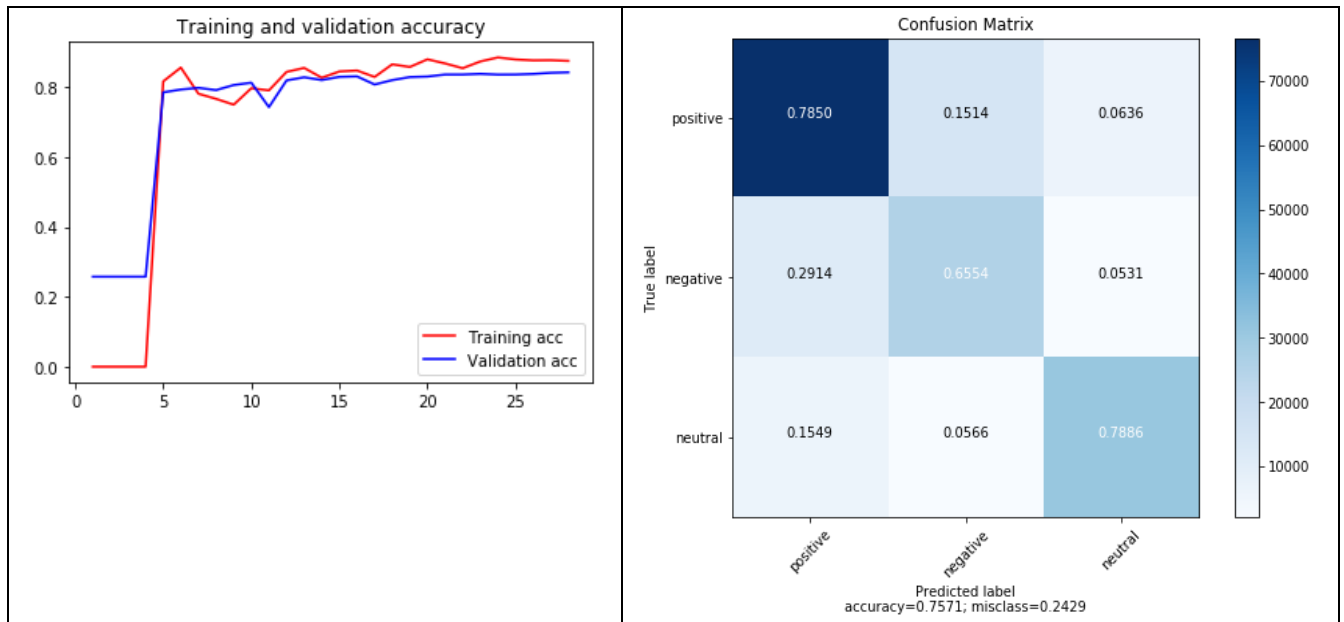 Training and validation accuracy
0.8
0.6
0.4
0.2
0.0
0 5 10 15 20 25
Training acc
Validation acc
Confusion Matrix
True label
positive 0.7850 0.1514 0.0636
negative 0.2914 0.6554 0.0531
neutral 0.1549 0.0566 0.7886
positive negative neutral
Predicted label
accuracy=0.7571; misclass=0.2429
70000
60000
50000
40000
30000
20000
10000